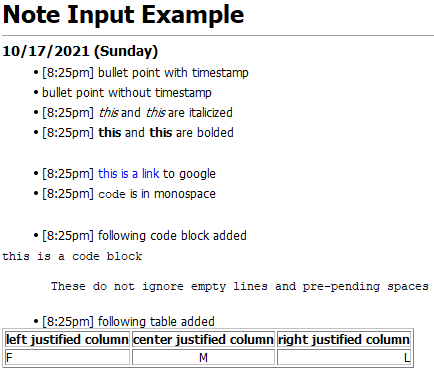 Note Input Example
10/17/2021 (Sunday)
• [8:25pm] bullet point with timestamp
• bullet point without timestamp
• [8:25pm] this and this are italicized
• [8:25pm] this and this are bolded
• [8:25pm] this is a link to google
• [8:25pm] code is in monospace
• [8:25pm] following code block added
this is a code block
These do not ignore empty lines and pre-pending spaces
• [8:25pm] following table added
left justified column center justified column right justified column
F M L